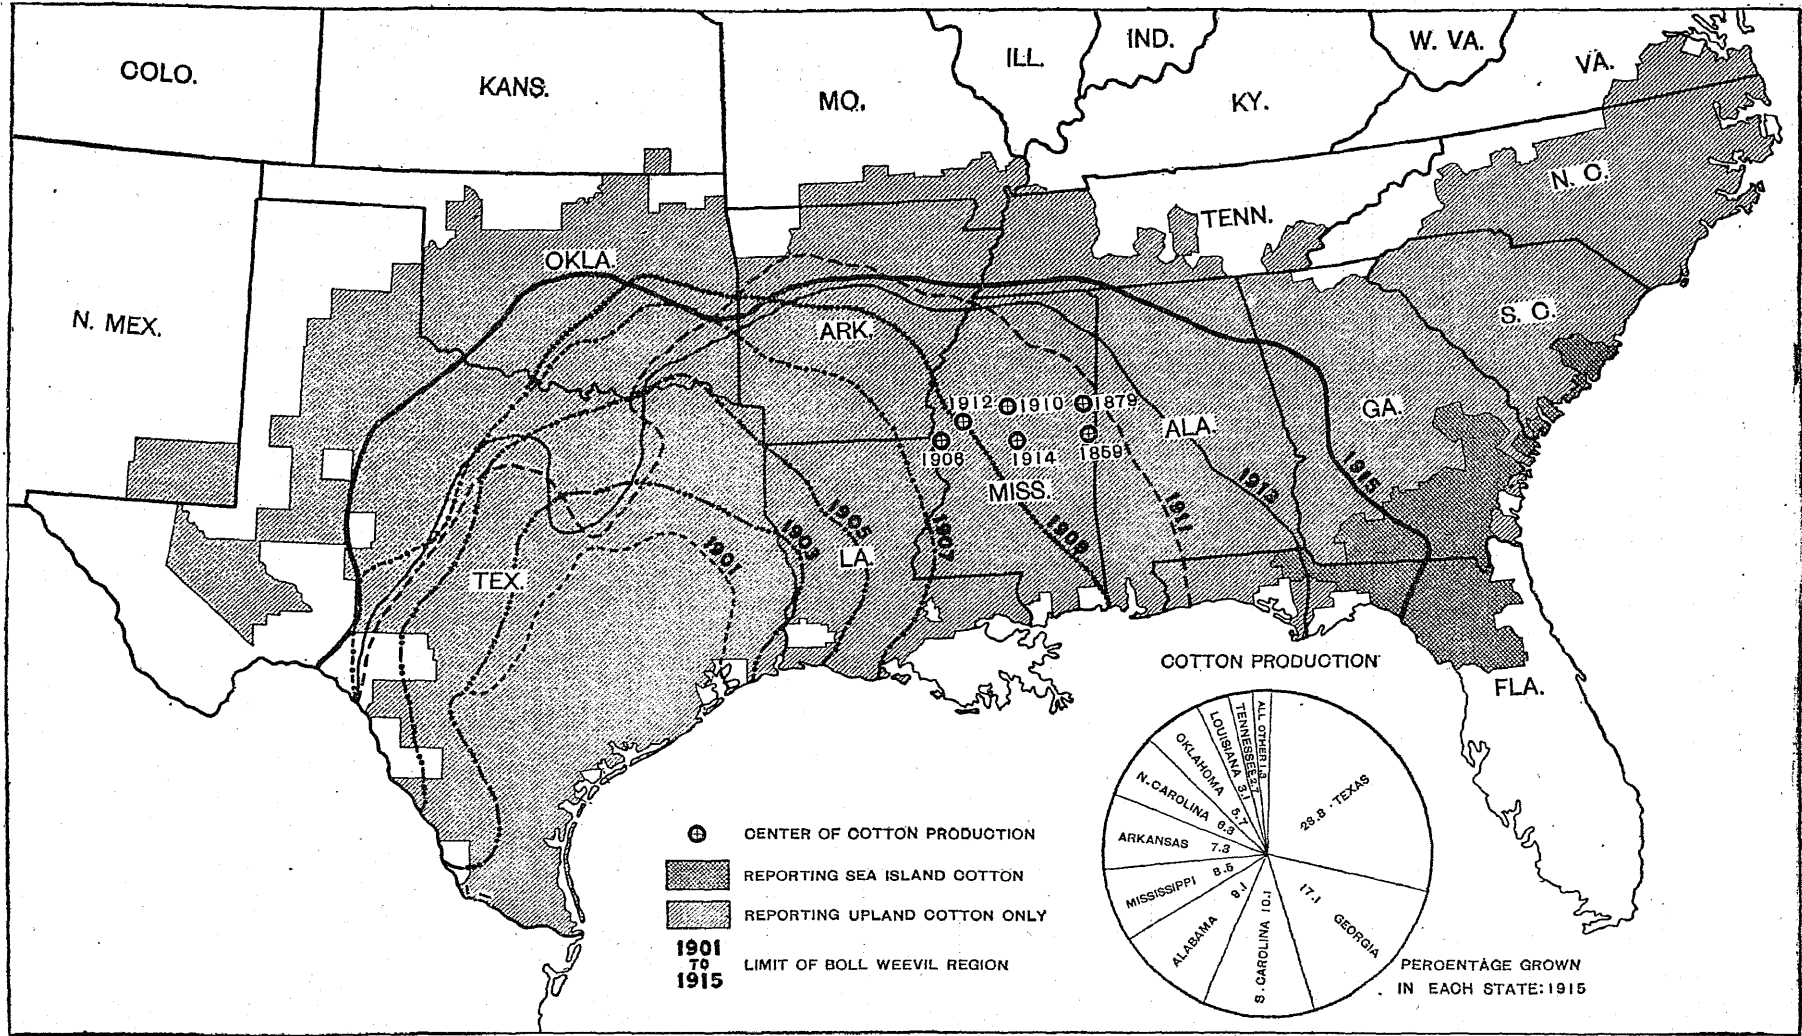 COLO.
KANS.
MO.
ILL.
IND.
W. VA.
VA.
KY.
N. MEX.
OKLA.
ARK.
TENN.
N. C.
S. C.
TEX.
LA.
MISS.
ALA.
GA.
FLA.
1912
1910
1879
1906
1914
1859
1901
1903
1905
1907
1909
1911
1913
1915
COTTON PRODUCTION
ALL OTHER 1.3
TENNESSEE 2.7
LOUISIANA 3.1
OKLAHOMA 5.7
N. CAROLINA 6.3
ARKANSAS 7.3
MISSISSIPPI 8.5
ALABAMA 9.1
S. CAROLINA 10.1
17.1 GEORGIA
28.8 - TEXAS
PERCENTAGE GROWN
IN EACH STATE: 1915
CENTER OF COTTON PRODUCTION
REPORTING SEA ISLAND COTTON
REPORTING UPLAND COTTON ONLY
1901
TO
1915
LIMIT OF BOLL WEEVIL REGION